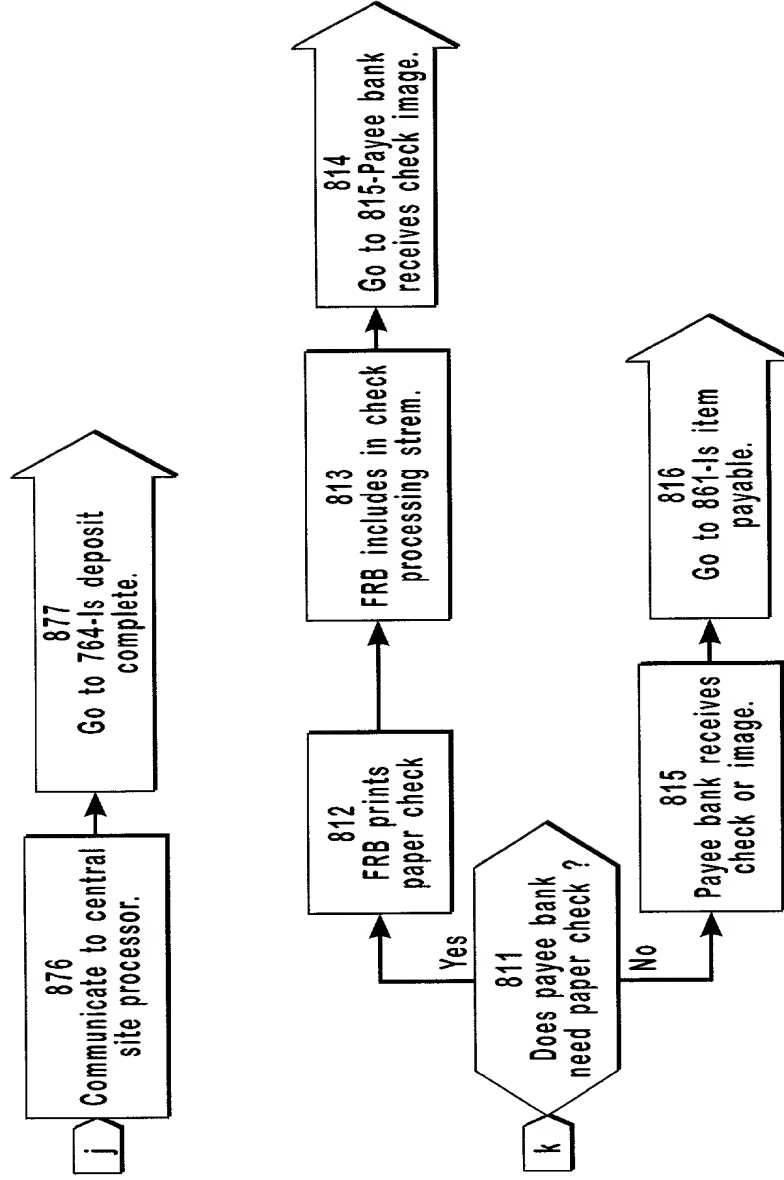 j
876
Communicate to central
site processor.
877
Go to 764-Is deposit
complete.
k
811
Does payee bank
need paper check ?
Yes
812
FRB prints
paper check
813
FRB includes in check
processing strem.
814
Go to 815-Payee bank
receives check image.
No
815
Payee bank receives
check or image.
816
Go to 861-Is item
payable.